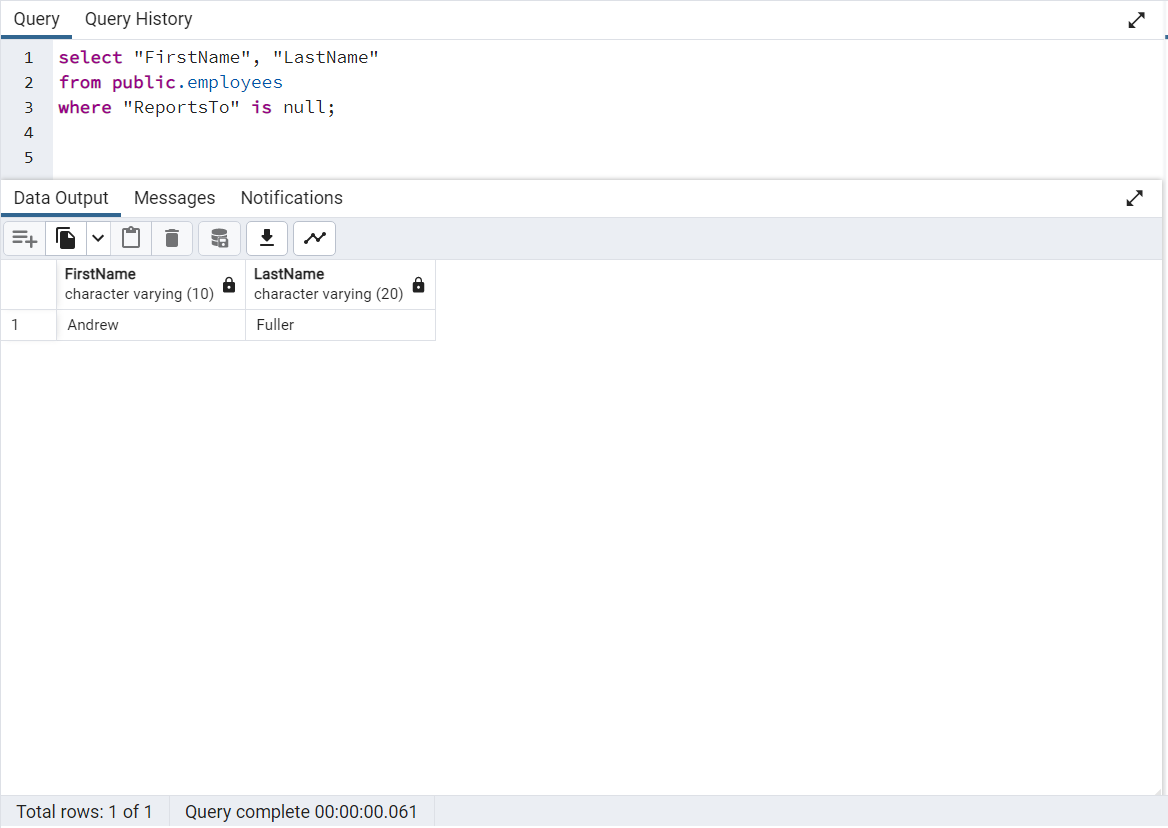 Query Query History
1 select "FirstName", "LastName"
2 from public.employees
3 where "ReportsTo" is null;
4
5
Data Output Messages Notifications
FirstName LastName
character varying (10) character varying (20)
1 Andrew Fuller
Total rows: 1 of 1 Query complete 00:00:00.061